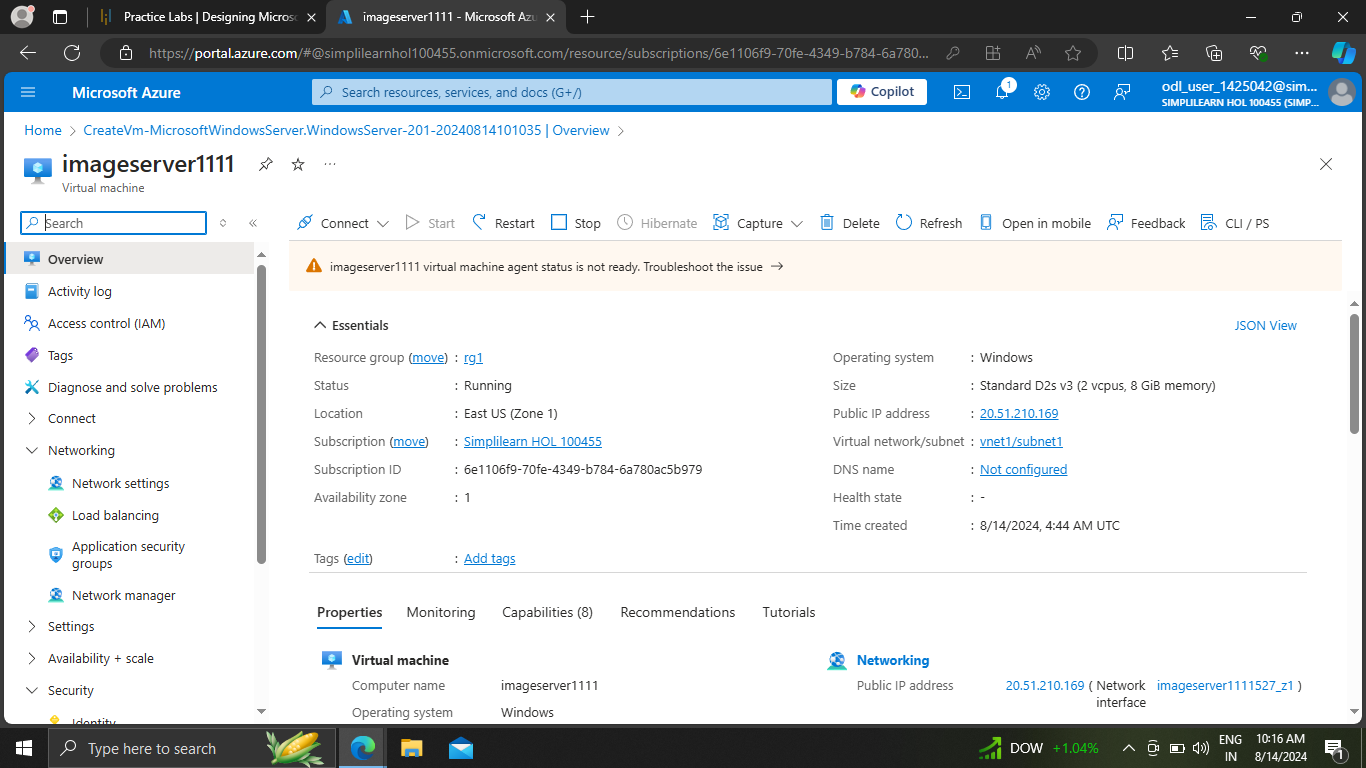 Practice Labs | Designing Micros
imageserver1111 - Microsoft Azu
https://portal.azure.com/#@simplilearnhol100455.onmicrosoft.com/resource/subscriptions/6e1106f9-70fe-4349-b784-6a780...
Microsoft Azure
Search resources, services, and docs (G+/)
Copilot
1
odl_user_1425042@sim...
SIMPLILEARN HOL 100455 (SIMP...
Home > CreateVm-MicrosoftWindowsServer.WindowsServer-201-20240814101035 | Overview >
imageserver1111
Virtual machine
Search
Connect Start Restart Stop Hibernate Capture Delete Refresh Open in mobile Feedback CLI / PS
Overview
Activity log
Access control (IAM)
Tags
Diagnose and solve problems
Connect
Networking
Network settings
Load balancing
Application security
groups
Network manager
Settings
Availability + scale
Security
Identity
imageserver1111 virtual machine agent status is not ready. Troubleshoot the issue →
Essentials
JSON View
Resource group (move) : rg1
Status : Running
Location : East US (Zone 1)
Subscription (move) : Simplilearn HOL 100455
Subscription ID : 6e1106f9-70fe-4349-b784-6a780ac5b979
Availability zone : 1
Operating system : Windows
Size : Standard D2s v3 (2 vcpus, 8 GiB memory)
Public IP address : 20.51.210.169
Virtual network/subnet : vnet1/subnet1
DNS name : Not configured
Health state : -
Time created : 8/14/2024, 4:44 AM UTC
Tags (edit) : Add tags
Properties Monitoring Capabilities (8) Recommendations Tutorials
Virtual machine
Computer name imageserver1111
Operating system Windows
Networking
Public IP address 20.51.210.169 ( Network imageserver1111527_z1 )
interface
Type here to search
DOW +1.04%
ENG
IN
10:16 AM
8/14/2024
1